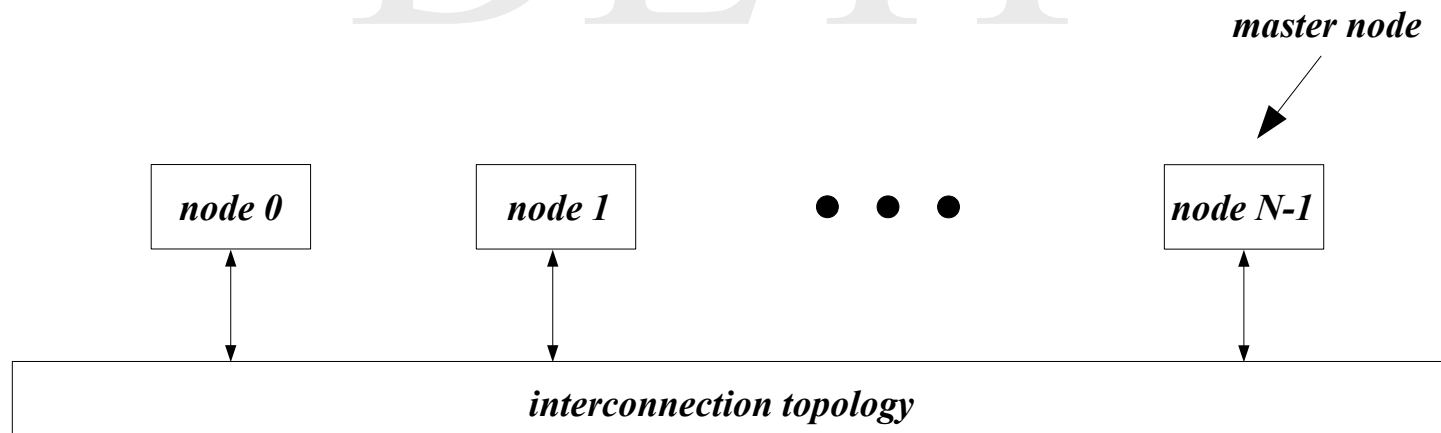 master node
node 0
node 1
node N-1
interconnection topology